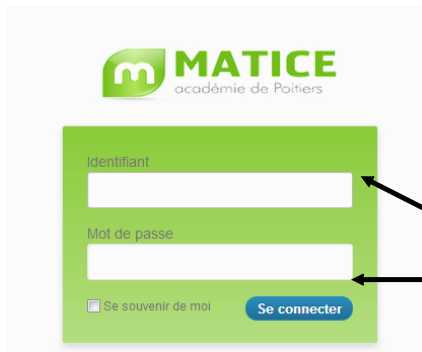 m MATICE
académie de Poitiers
Identifiant
Mot de passe
Se souvenir de moi
Se connecter